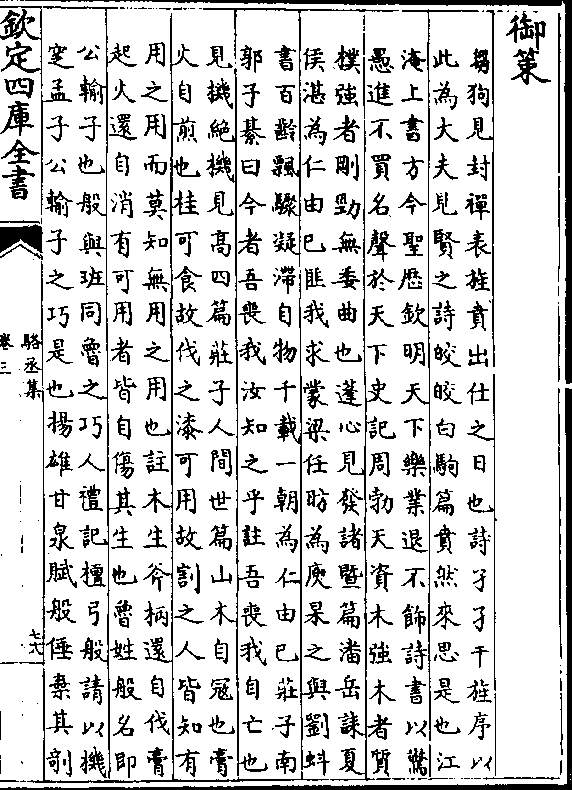 御策
芻狗見封禪表旌賁出仕之日也詩孑孑干旌序以
此為大夫見賢之詩皎皎白駒篇賁然來思是也江
淹上書方今聖厯欽明天下樂業退不飾詩書以驚
愚進不買名聲於天下史記周勃天資木強木者質
樸強者剛勁無委曲也蓬心見發諸暨篇潘岳誄夏
侯湛為仁由已匪我求蒙梁任昉為庾杲之與劉蚪
書百齡飄驟疑滯自物千載一朝為仁由已莊子南
郭子綦曰今者吾喪我汝知之乎註吾喪我自亡也
見機絶機見高四篇莊子人間世篇山木自冦也膏
火自煎也桂可食故伐之漆可用故割之人皆知有
用之用而莫知無用之用也註木生斧柄還自伐膏
起火還自消有可用者皆自傷其生也魯姓般名即
公輸子也般與班同魯之巧人禮記檀弓般請以機
窆孟子公輸子之巧是也揚雄甘泉賦般倕棄其剞
欽定四庫全書
駱丞集
卷三
七六